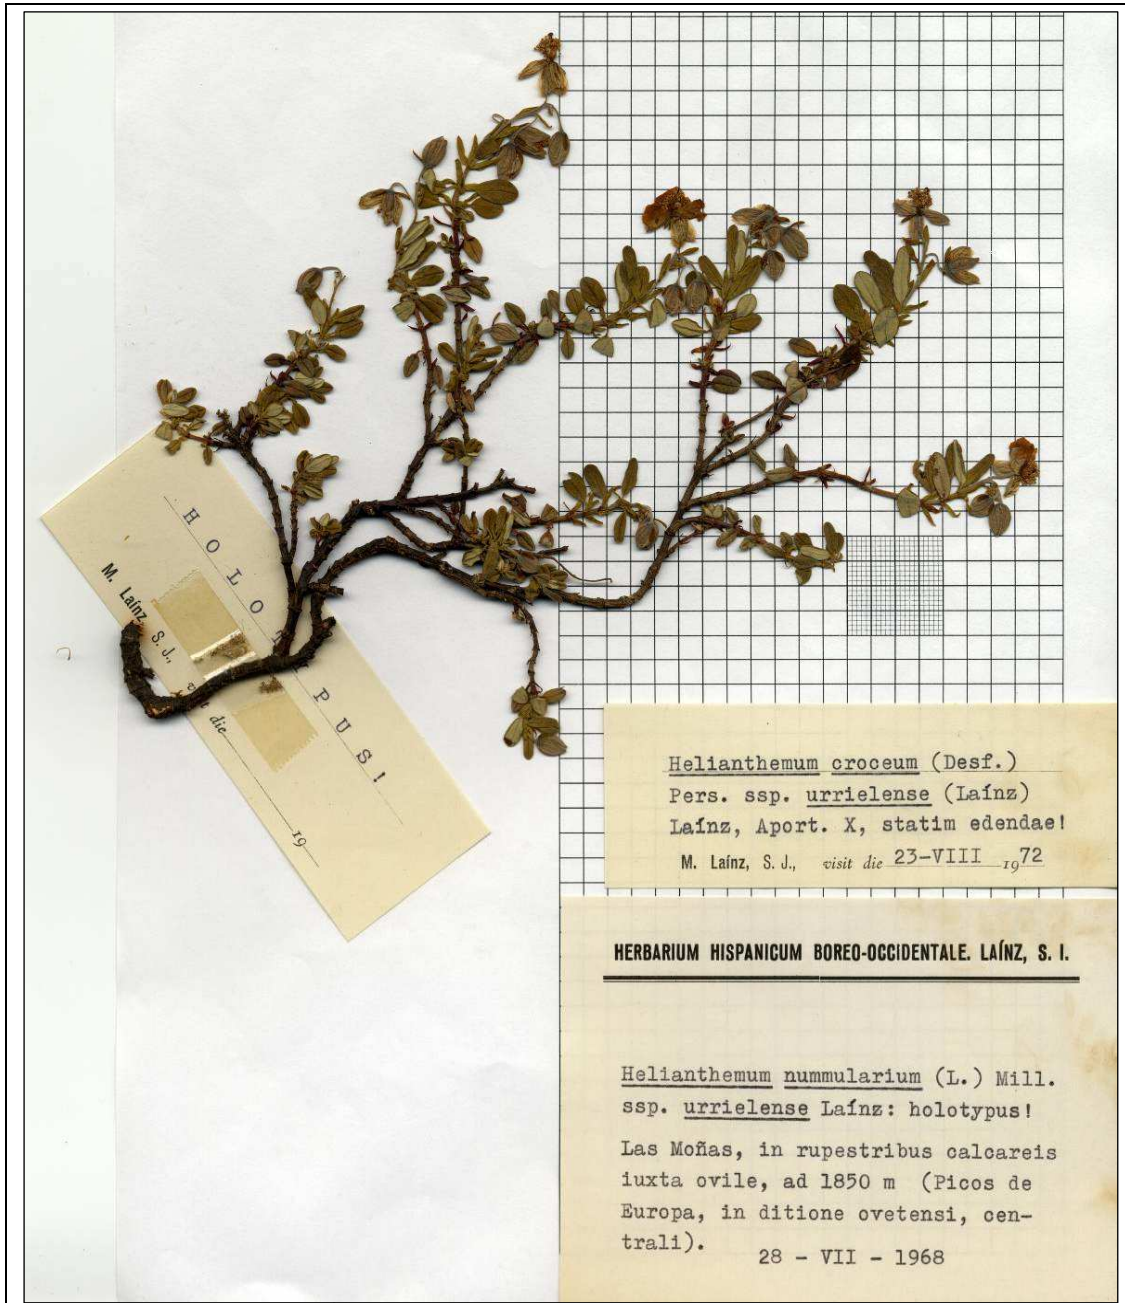 HOLOTYPUS!
M. Laínz, S. J., visit die 19
Helianthemum croceum (Desf.)
Pers. ssp. urrielense (Laínz)
Laínz, Aport. X, statim edendae!
M. Laínz, S. J., visit die 23-VIII 1972
HERBARIUM HISPANICUM BOREO-OCCIDENTALE. LAÍNZ, S. I.
Helianthemum nummularium (L.) Mill.
ssp. urrielense Laínz: holotypus!
Las Moñas, in rupestribus calcareis
iuxta ovile, ad 1850 m (Picos de
Europa, in ditione ovetensi, cen-
trali).
28 - VII - 1968